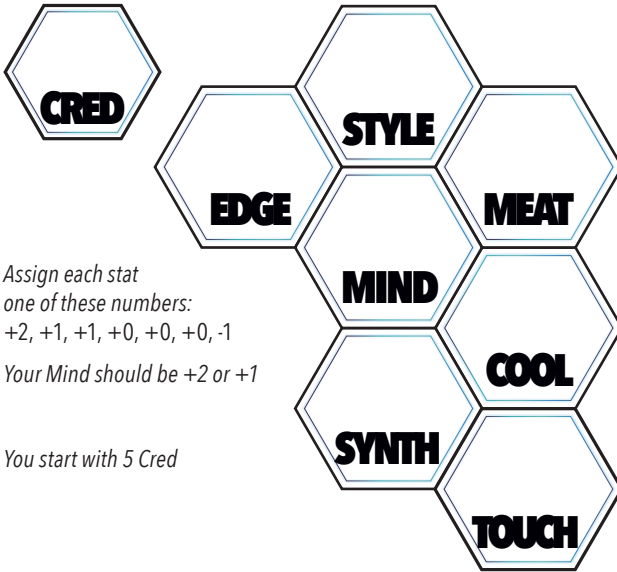 CRED
STYLE
EDGE
MEAT
MIND
COOL
SYNTH
TOUCH
Assign each stat
one of these numbers:
+2, +1, +1, +0, +0, +0, -1
Your Mind should be +2 or +1
You start with 5 Cred